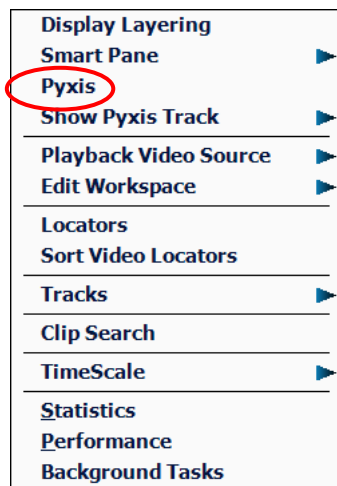 Display Layering
Smart Pane
Pyxis
Show Pyxis Track
Playback Video Source
Edit Workspace
Locators
Sort Video Locators
Tracks
Clip Search
TimeScale
Statistics
Performance
Background Tasks